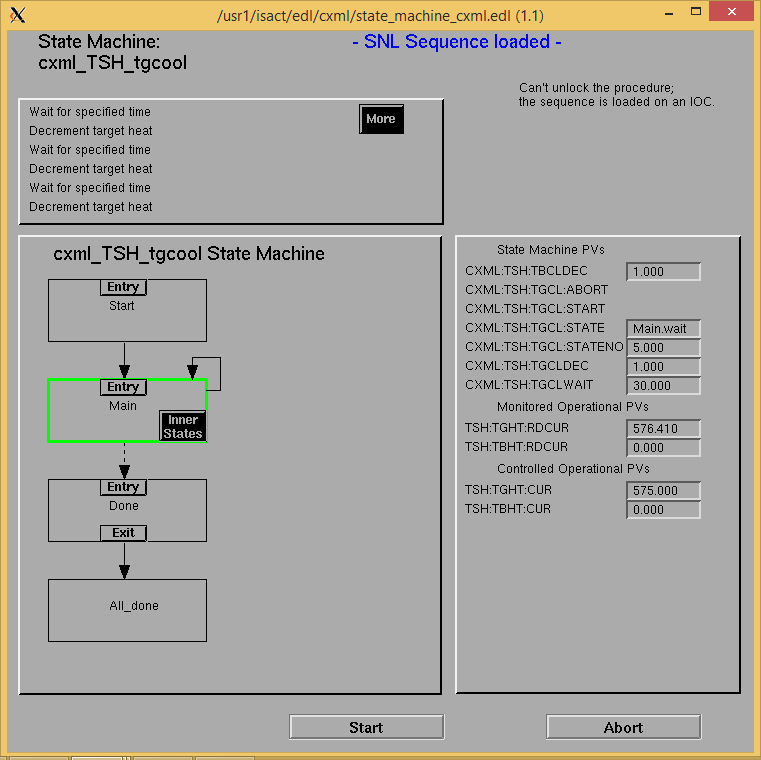 /usr1/isact/edl/cxml/state_machine_cxml.edl (1.1)
State Machine:
- SNL Sequence loaded -
cxml_TSH_tgcool
Can't unlock the procedure;
the sequence is loaded on an IOC.
Wait for specified time
More
Decrement target heat
Wait for specified time
Decrement target heat
Wait for specified time
Decrement target heat
cxml_TSH_tgcool State Machine
Entry
Start
Entry
Main
Inner
States
Entry
Done
Exit
All_done
State Machine PVs
CXML:TSH:TBCLDEC 1.000
CXML:TSH:TGCL:ABORT
CXML:TSH:TGCL:START
CXML:TSH:TGCL:STATE Main.wait
CXML:TSH:TGCL:STATENO 5.000
CXML:TSH:TGCLDEC 1.000
CXML:TSH:TGCLWAIT 30.000
Monitored Operational PVs
TSH:TGHT:RDCUR 576.410
TSH:TBHT:RDCUR 0.000
Controlled Operational PVs
TSH:TGHT:CUR 575.000
TSH:TBHT:CUR 0.000
Start
Abort